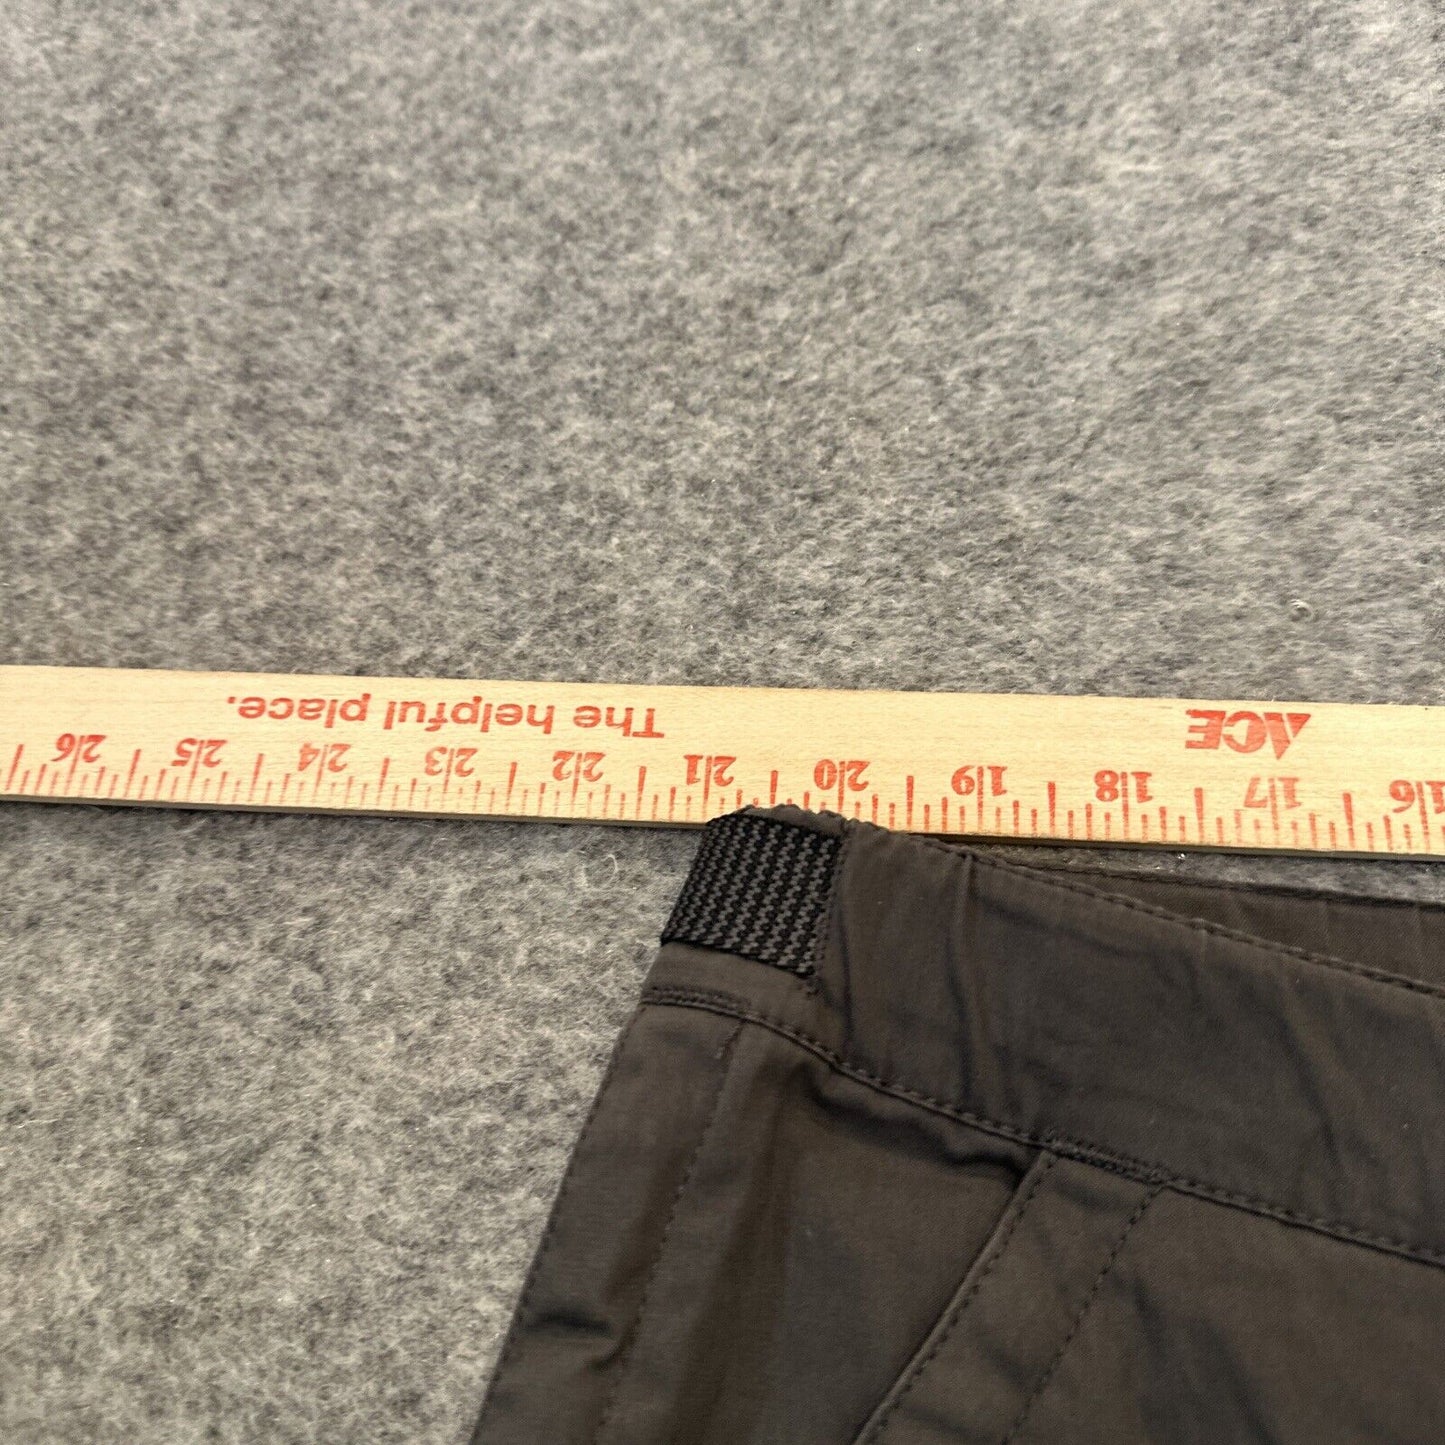 ACE The helpful place.
16 17 18 19 20 21 22 23 24 25 26